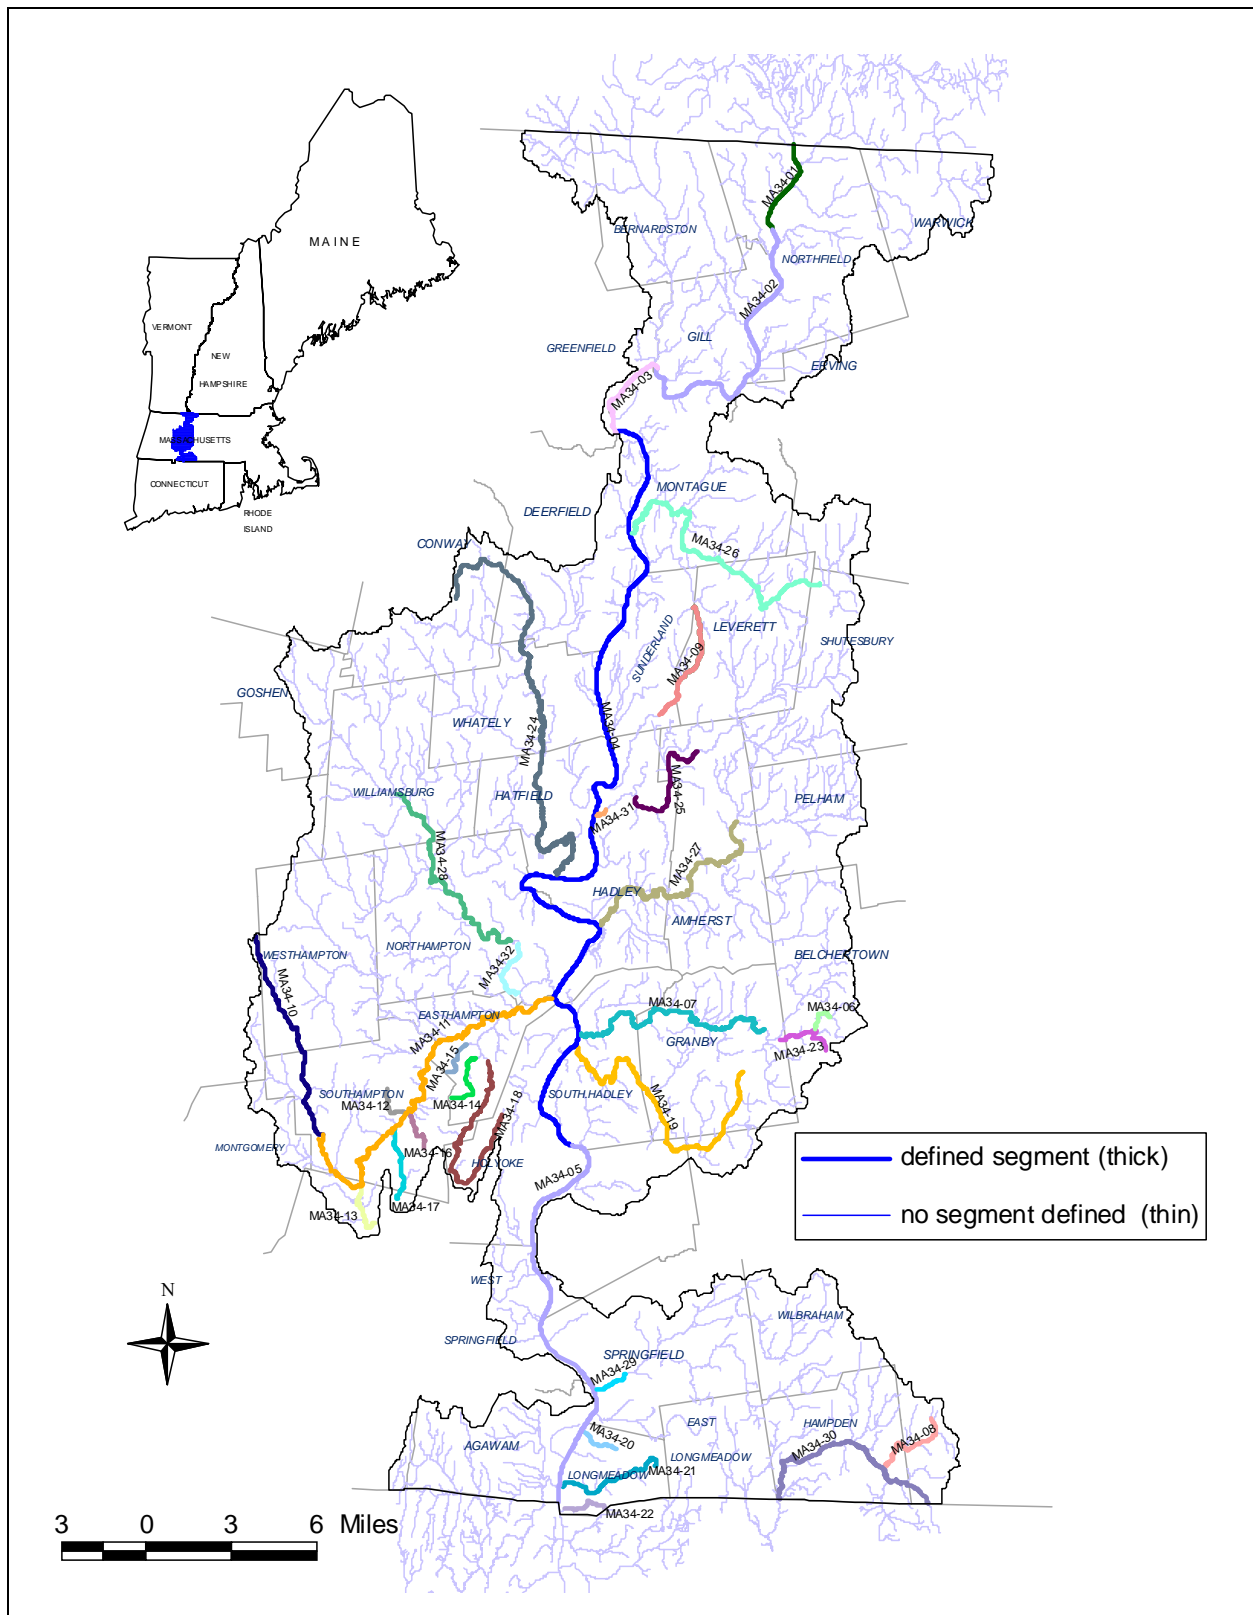 MA34-01
WARWICK
BERNARDSTON
MAINE
NORTHFIELD
MA34-02
VERMONT
GILL
GREENFIELD
NEW
HAMPSHIRE
ERVING
MA34-03
MASSACHUSETTS
CONNECTICUT
MONTAGUE
RHODE
ISLAND
DEERFIELD
CONWAY
MA34-26
LEVERETT
SHUTESBURY
SUNDERLAND
MA34-09
GOSHEN
WHATELY
MA34-24
MA34-04
WILLIAMSBURG
HATFIELD
MA34-25
PELHAM
MA34-31
MA34-28
MA34-27
HADLEY
AMHERST
WESTHAMPTON
NORTHAMPTON
BELCHERTOWN
MA34-32
MA34-10
MA34-07
MA34-06
EASTHAMPTON
MA34-11
GRANBY
MA34-23
MA34-15
SOUTHAMPTON
MA34-12
MA34-14
SOUTH.HADLEY
MA34-19
MA34-18
MONTGOMERY
MA34-16
HOLYOKE
MA34-05
MA34-17
MA34-13
defined segment (thick)
no segment defined (thin)
N
WEST
SPRINGFIELD
WILBRAHAM
SPRINGFIELD
MA34-29
EAST
HAMPDEN
MA34-20
MA34-30
MA34-08
AGAWAM
LONGMEADOW
LONGMEADOW
MA34-21
MA34-22
3 0 3 6 Miles